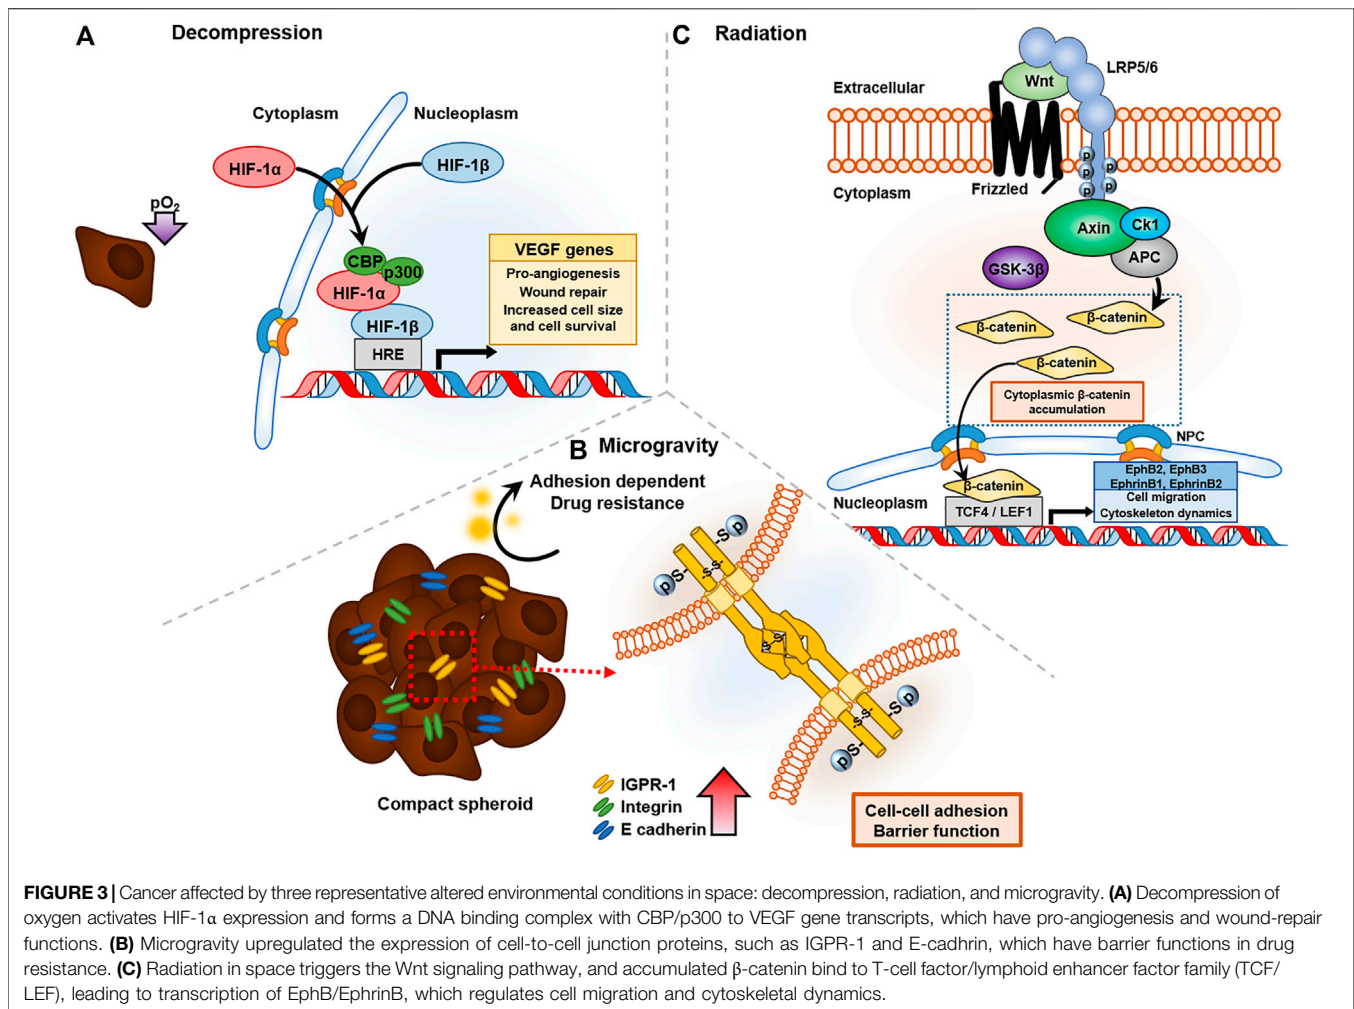 A Decompression
Cytoplasm
Nucleoplasm
HIF-1α
HIF-1β
pO₂
CBP
p300
HIF-1α
HIF-1β
HRE
VEGF genes
Pro-angiogenesis
Wound repair
Increased cell size
and cell survival
C Radiation
LRP5/6
Wnt
Extracellular
Cytoplasm
Frizzled
p
p
p
p
p
Axin
Ck1
APC
GSK-3β
β-catenin
β-catenin
β-catenin
Cytoplasmic β-catenin
accumulation
NPC
Nucleoplasm
β-catenin
TCF4 / LEF1
EphB2, EphB3
EphrinB1, EphrinB2
Cell migration
Cytoskeleton dynamics
B Microgravity
Adhesion dependent
Drug resistance
-S-p
pS-
-S-S-
S-S
-S-S-
-S-p
pS-
Compact spheroid
IGPR-1
Integrin
E cadherin
Cell-cell adhesion
Barrier function
FIGURE 3 | Cancer affected by three representative altered environmental conditions in space: decompression, radiation, and microgravity. (A) Decompression of
oxygen activates HIF-1α expression and forms a DNA binding complex with CBP/p300 to VEGF gene transcripts, which have pro-angiogenesis and wound-repair
functions. (B) Microgravity upregulated the expression of cell-to-cell junction proteins, such as IGPR-1 and E-cadhrin, which have barrier functions in drug
resistance. (C) Radiation in space triggers the Wnt signaling pathway, and accumulated β-catenin bind to T-cell factor/lymphoid enhancer factor family (TCF/
LEF), leading to transcription of EphB/EphrinB, which regulates cell migration and cytoskeletal dynamics.